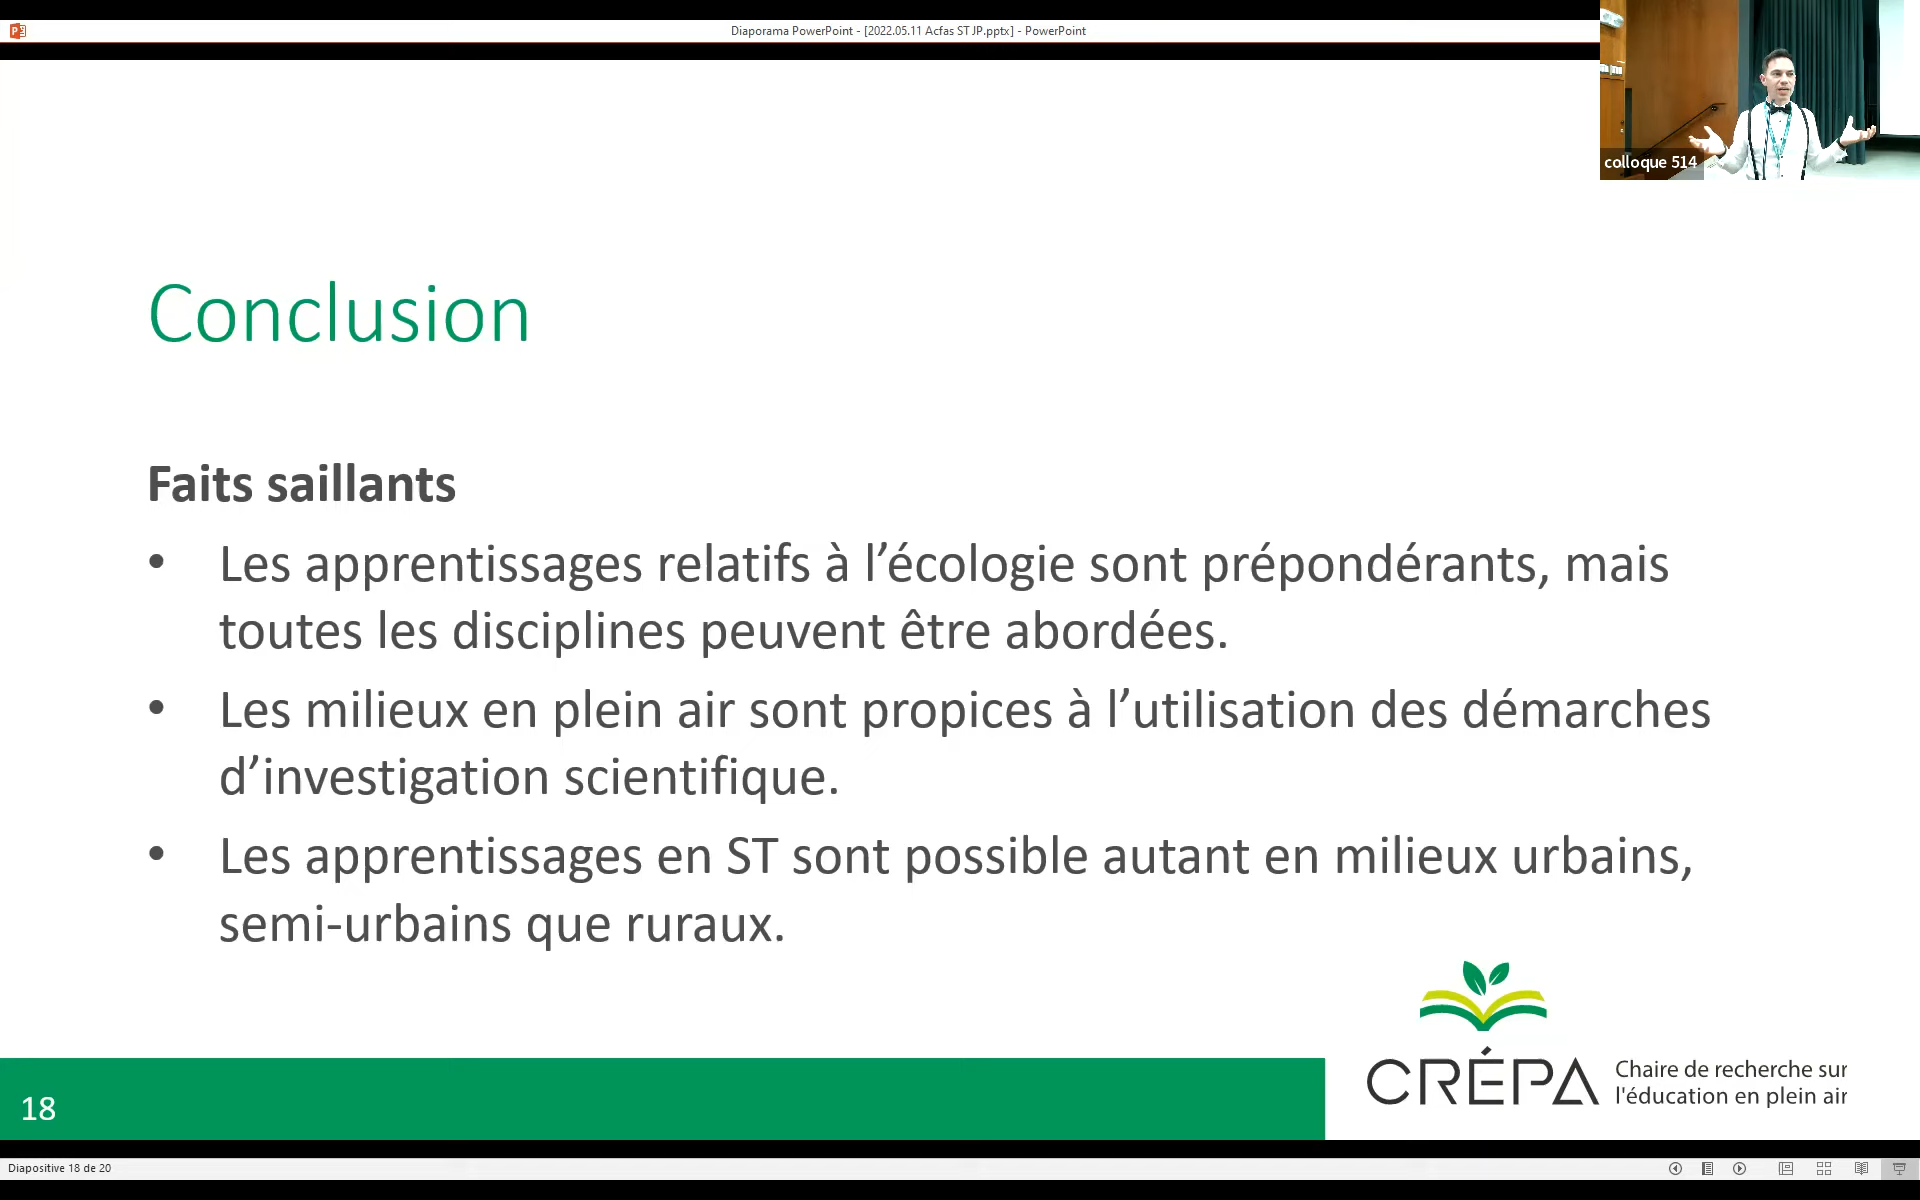 Diaporama PowerPoint - [2022.05.11 Acfas ST JP.pptx] - PowerPoint
colloque 514
Conclusion
Faits saillants
• Les apprentissages relatifs à l’écologie sont prépondérants, mais
toutes les disciplines peuvent être abordées.
• Les milieux en plein air sont propices à l’utilisation des démarches
d’investigation scientifique.
• Les apprentissages en ST sont possible autant en milieux urbains,
semi-urbains que ruraux.
CRÉPA
Chaire de recherche sur
l'éducation en plein air
18
Diapositive 18 de 20